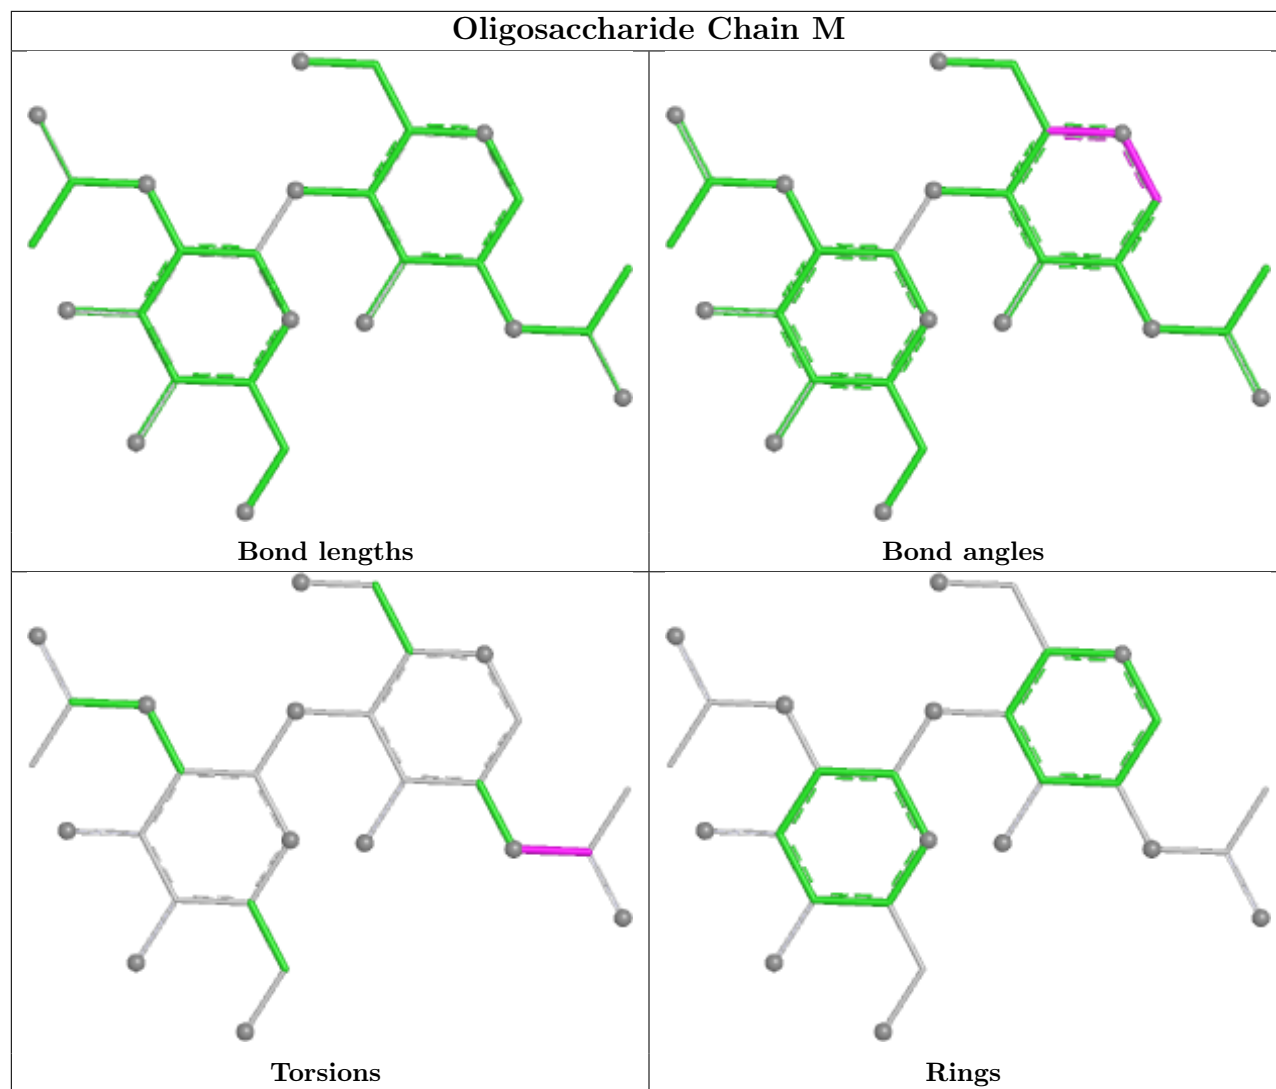 Oligosaccharide Chain M
Bond lengths
Bond angles
Torsions
Rings